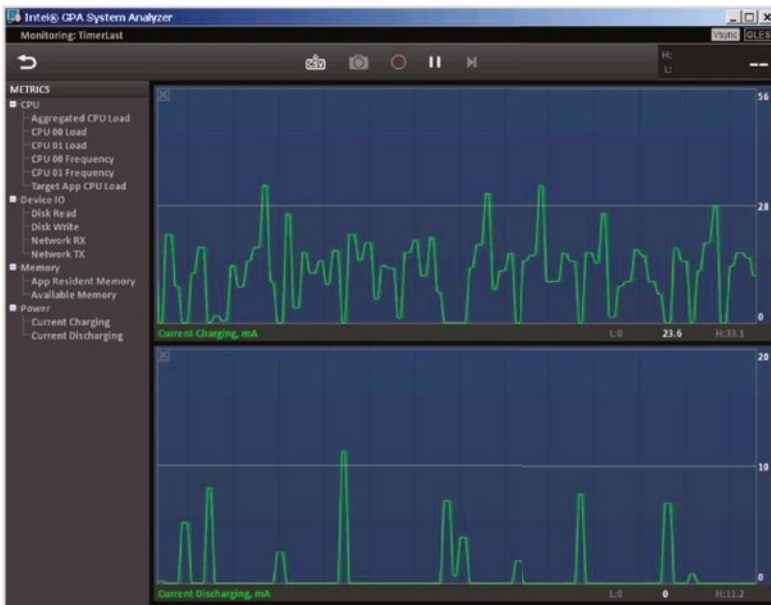 Intel® GPA System Analyzer
Monitoring: TimerLast
Vsync GLES
H:
L:
--
METRICS
CPU
Aggregated CPU Load
CPU 00 Load
CPU 01 Load
CPU 00 Frequency
CPU 01 Frequency
Target App CPU Load
Device IO
Disk Read
Disk Write
Network RX
Network TX
Memory
App Resident Memory
Available Memory
Power
Current Charging
Current Discharging
56
28
0
Current Charging, mA L:0 23.6 H:33.1
20
10
0
Current Discharging, mA L:0 0 H:11.2